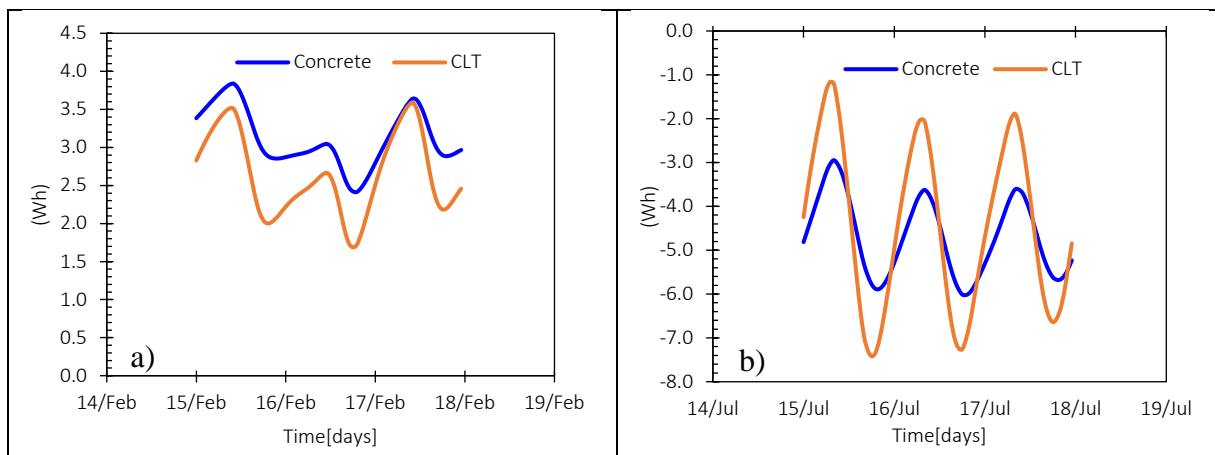 4.5
4.0
3.5
3.0
2.5
2.0
1.5
1.0
0.5
0.0
(Wh)
Concrete CLT
a)
14/Feb 15/Feb 16/Feb 17/Feb 18/Feb 19/Feb
Time[days]
0.0
-1.0
-2.0
-3.0
-4.0
-5.0
-6.0
-7.0
-8.0
(Wh)
Concrete CLT
b)
14/Jul 15/Jul 16/Jul 17/Jul 18/Jul 19/Jul
Time[days]